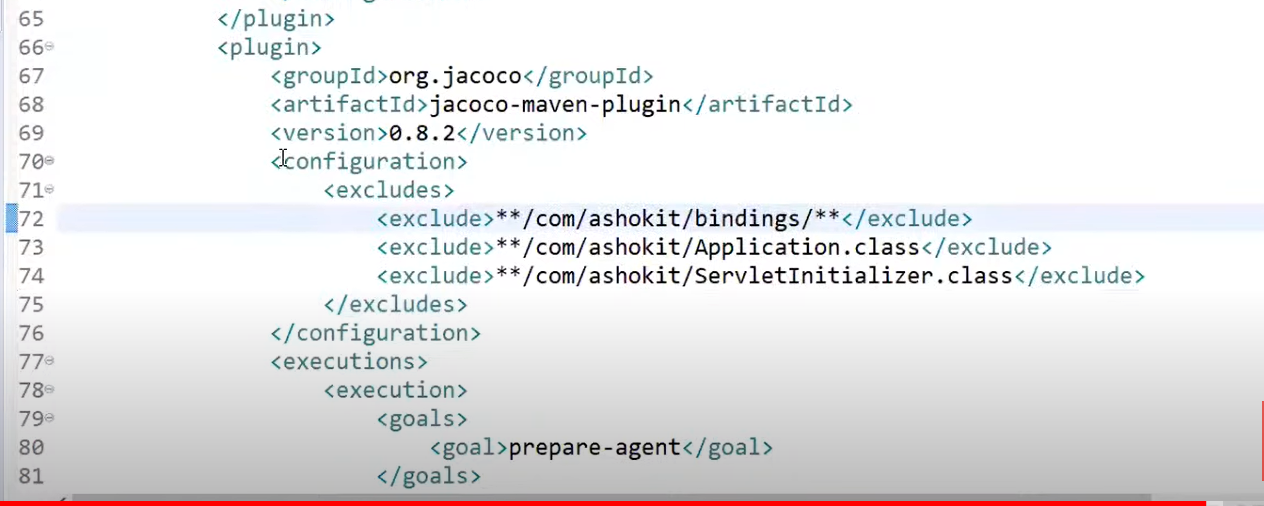 65 </plugin>
66 <plugin>
67 <groupId>org.jacoco</groupId>
68 <artifactId>jacoco-maven-plugin</artifactId>
69 <version>0.8.2</version>
70 <configuration>
71 <excludes>
72 <exclude>**/com/ashokit/bindings/**</exclude>
73 <exclude>**/com/ashokit/Application.class</exclude>
74 <exclude>**/com/ashokit/ServletInitializer.class</exclude>
75 </excludes>
76 </configuration>
77 <executions>
78 <execution>
79 <goals>
80 <goal>prepare-agent</goal>
81 </goals>